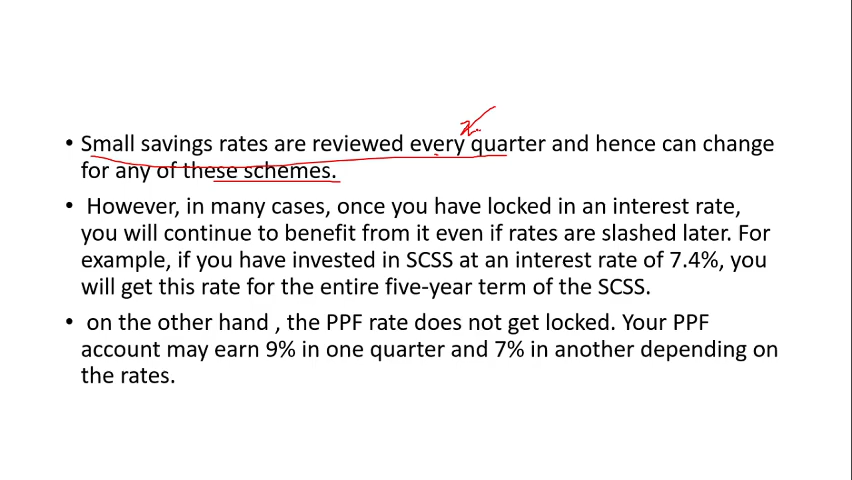 • Small savings rates are reviewed every quarter and hence can change
for any of these schemes.
• However, in many cases, once you have locked in an interest rate,
you will continue to benefit from it even if rates are slashed later. For
example, if you have invested in SCSS at an interest rate of 7.4%, you
will get this rate for the entire five-year term of the SCSS.
• on the other hand , the PPF rate does not get locked. Your PPF
account may earn 9% in one quarter and 7% in another depending on
the rates.